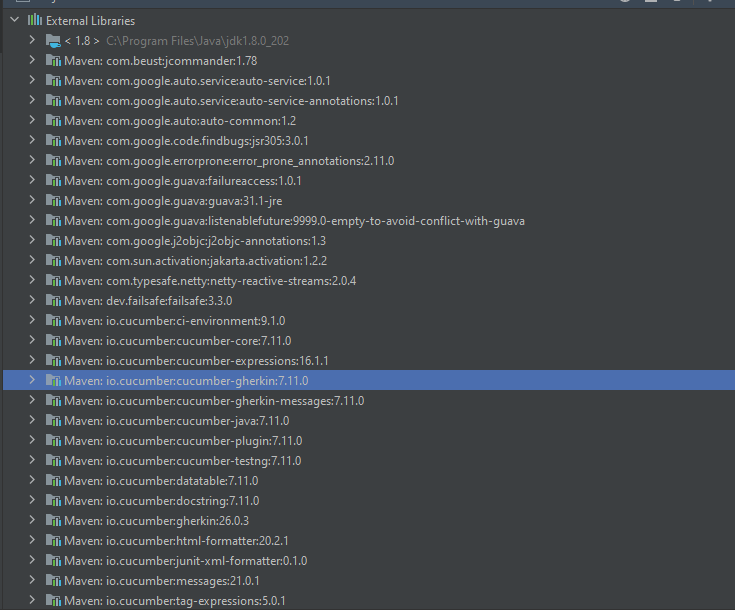 External Libraries
< 1.8 > C:\Program Files\Java\jdk1.8.0_202
Maven: com.beust:jcommander:1.78
Maven: com.google.auto.service:auto-service:1.0.1
Maven: com.google.auto.service:auto-service-annotations:1.0.1
Maven: com.google.auto:auto-common:1.2
Maven: com.google.code.findbugs:jsr305:3.0.1
Maven: com.google.errorprone:error_prone_annotations:2.11.0
Maven: com.google.guava:failureaccess:1.0.1
Maven: com.google.guava:guava:31.1-jre
Maven: com.google.guava:listenablefuture:9999.0-empty-to-avoid-conflict-with-guava
Maven: com.google.j2objc:j2objc-annotations:1.3
Maven: com.sun.activation:jakarta.activation:1.2.2
Maven: com.typesafe.netty:netty-reactive-streams:2.0.4
Maven: dev.failsafe:failsafe:3.3.0
Maven: io.cucumber:ci-environment:9.1.0
Maven: io.cucumber:cucumber-core:7.11.0
Maven: io.cucumber:cucumber-expressions:16.1.1
Maven: io.cucumber:cucumber-gherkin:7.11.0
Maven: io.cucumber:cucumber-gherkin-messages:7.11.0
Maven: io.cucumber:cucumber-java:7.11.0
Maven: io.cucumber:cucumber-plugin:7.11.0
Maven: io.cucumber:cucumber-testng:7.11.0
Maven: io.cucumber:datatable:7.11.0
Maven: io.cucumber:docstring:7.11.0
Maven: io.cucumber:gherkin:26.0.3
Maven: io.cucumber:html-formatter:20.2.1
Maven: io.cucumber:junit-xml-formatter:0.1.0
Maven: io.cucumber:messages:21.0.1
Maven: io.cucumber:tag-expressions:5.0.1